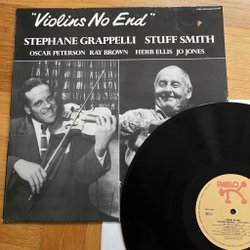 "Violins No End"
STEPHANE GRAPPELLI STUFF SMITH
OSCAR PETERSON RAY BROWN HERB ELLIS JO JONES
PABLO